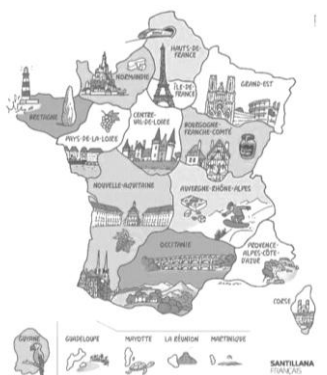 HAUTS-DE-
FRANCE
NORMANDIE
ÎLE-DE-
FRANCE
GRAND-EST
BRETAGNE
PAYS-DE-LA-LOIRE
CENTRE-
VAL-DE-LOIRE
BOURGOGNE-
FRANCHE-COMTÉ
NOUVELLE-AQUITAINE
AUVERGNE-RHÔNE-ALPES
OCCITANIE
PROVENCE-
ALPES-CÔTE-
D'AZUR
CORSE
GUYANE
GUADELOUPE
MAYOTTE
LA RÉUNION
MARTINIQUE
SANTILLANA
FRANÇAIS